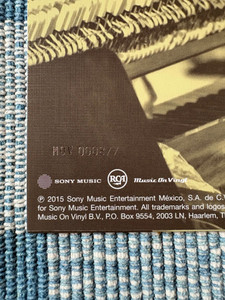 SONY MUSIC Music On Vinyl
℗ 2015 Sony Music Entertainment México, S.A. de C.V
for Sony Music Entertainment. All trademarks and logos
Music On Vinyl B.V., P.O. Box 9554, 2003 LN, Haarlem, T